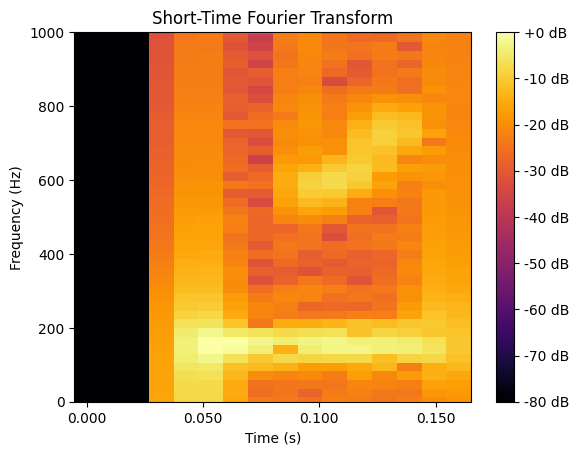 Short-Time Fourier Transform
Frequency (Hz)
1000
800
600
400
200
0
0.000 0.050 0.100 0.150
Time (s)
+0 dB
-10 dB
-20 dB
-30 dB
-40 dB
-50 dB
-60 dB
-70 dB
-80 dB